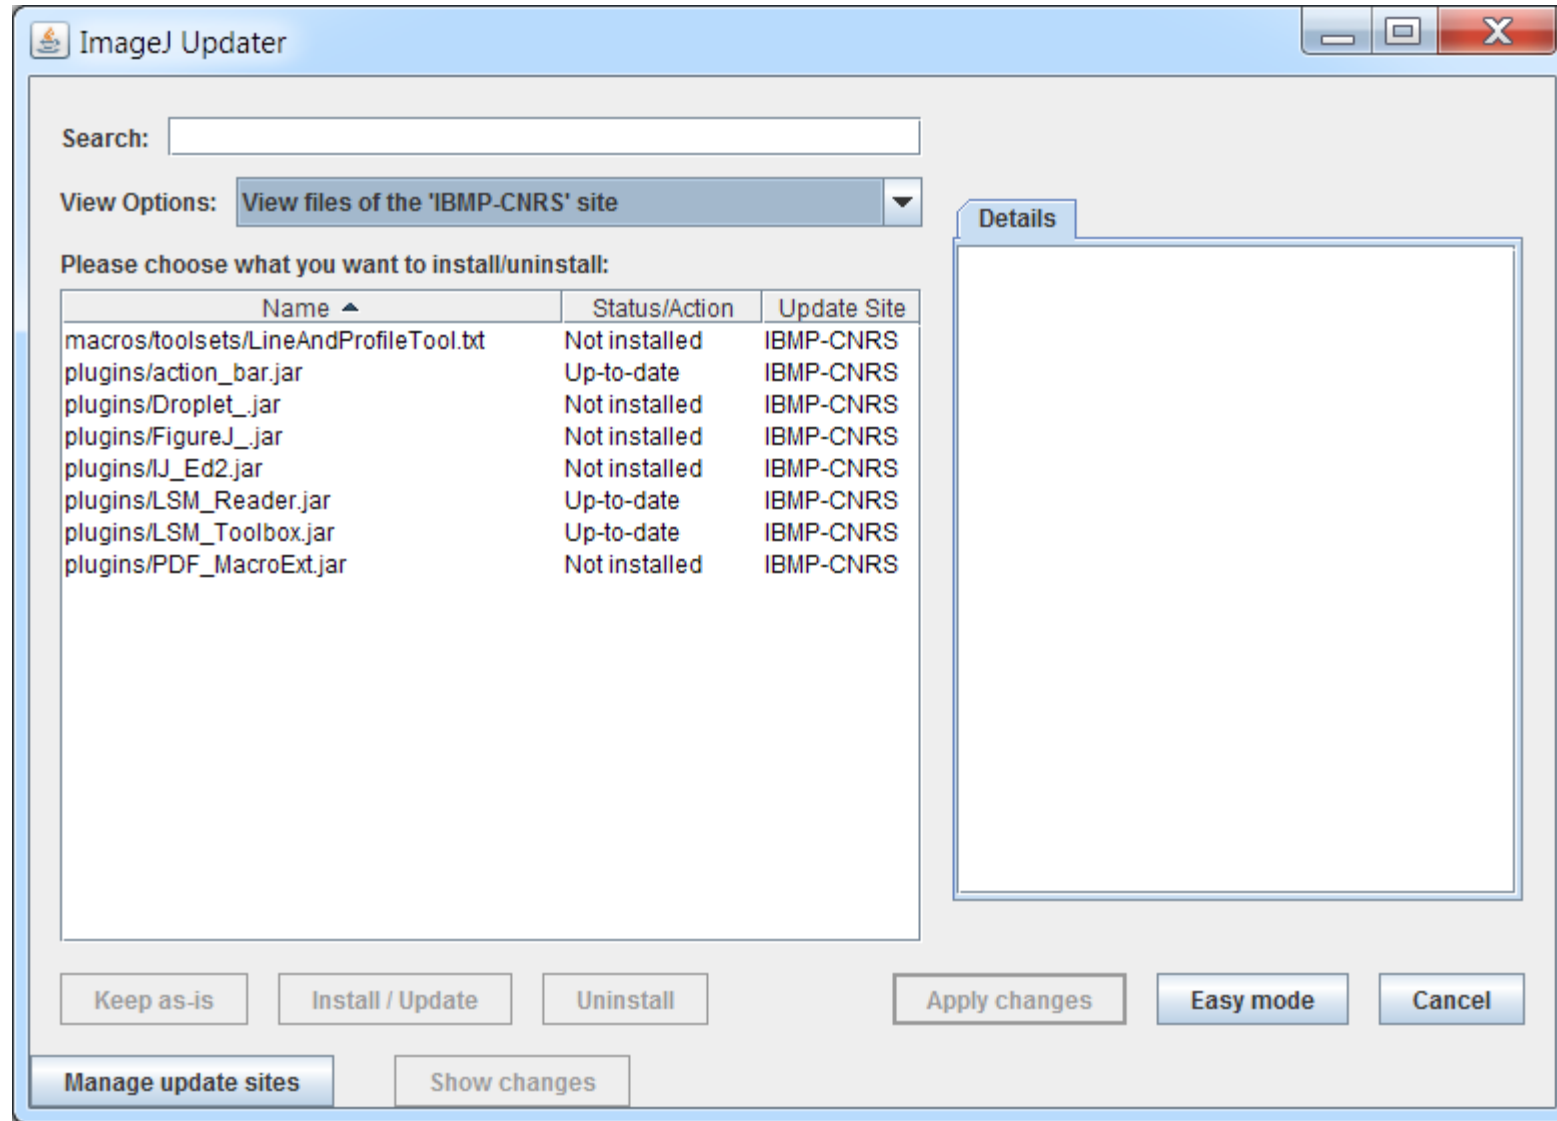 ImageJ Updater
Search:
View Options: View files of the 'IBMP-CNRS' site
Details
Please choose what you want to install/uninstall:
Name Status/Action Update Site
macros/toolsets/LineAndProfileTool.txt Not installed IBMP-CNRS
plugins/action_bar.jar Up-to-date IBMP-CNRS
plugins/Droplet_.jar Not installed IBMP-CNRS
plugins/FigureJ_.jar Not installed IBMP-CNRS
plugins/IJ_Ed2.jar Not installed IBMP-CNRS
plugins/LSM_Reader.jar Up-to-date IBMP-CNRS
plugins/LSM_Toolbox.jar Up-to-date IBMP-CNRS
plugins/PDF_MacroExt.jar Not installed IBMP-CNRS
Keep as-is Install / Update Uninstall Apply changes Easy mode Cancel
Manage update sites Show changes